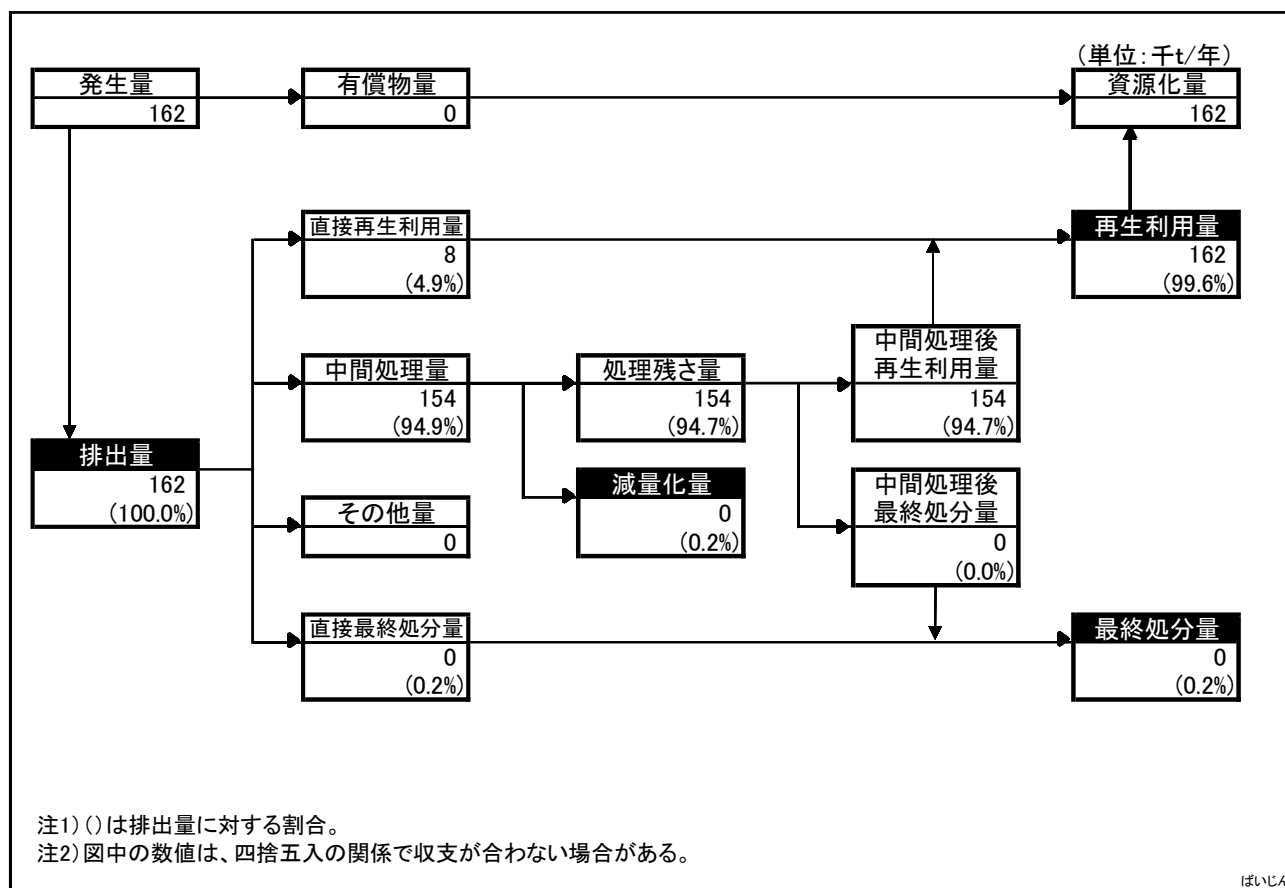 (単位:千t/年)
発生量
162
有償物量
0
資源化量
162
直接再生利用量
8
(4.9%)
再生利用量
162
(99.6%)
中間処理量
154
(94.9%)
処理残さ量
154
(94.7%)
中間処理後
再生利用量
154
(94.7%)
排出量
162
(100.0%)
減量化量
0
(0.2%)
中間処理後
最終処分量
0
(0.0%)
その他量
0
直接最終処分量
0
(0.2%)
最終処分量
0
(0.2%)
注1)()は排出量に対する割合。
注2)図中の数値は、四捨五入の関係で収支が合わない場合がある。
ばいじん